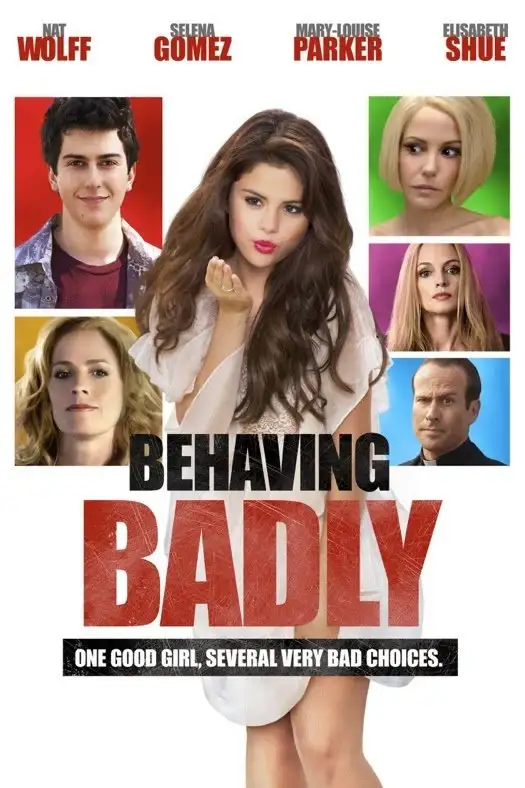 NAT WOLFF
SELENA GOMEZ
MARY-LOUISE PARKER
ELISABETH SHUE
BEHAVING
BADLY
ONE GOOD GIRL, SEVERAL VERY BAD CHOICES.